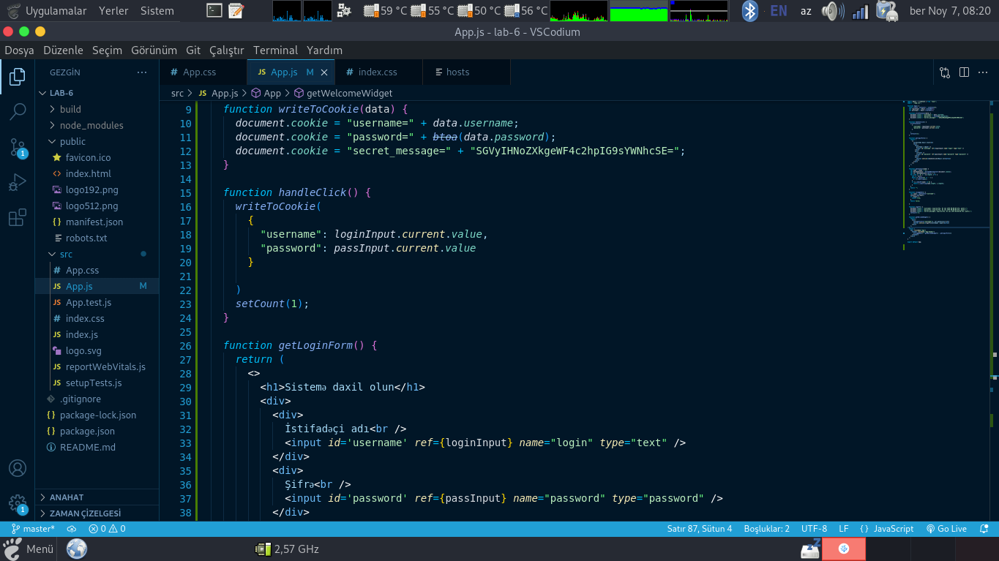 Uygulamalar Yerler Sistem 59 °C 55 °C 50 °C 56 °C EN az ber Noy 7, 08:20
App.js - lab-6 - VSCodium
Dosya Düzenle Seçim Görünüm Git Çalıştır Terminal Yardım
GEZGİN
LAB-6
build
node_modules
public
favicon.ico
index.html
logo192.png
logo512.png
manifest.json
robots.txt
src
App.css
App.js M
App.test.js
index.css
index.js
logo.svg
reportWebVitals.js
setupTests.js
.gitignore
package-lock.json
package.json
README.md
ANAHAT
ZAMAN ÇİZELGESİ
1
1
App.css App.js M index.css hosts
src > App.js > App > getWelcomeWidget
9 function writeToCookie(data) {
10 document.cookie = "username=" + data.username;
11 document.cookie = "password=" + btoa(data.password);
12 document.cookie = "secret_message=" + "SGVyIHNoZXkgeWF4c2hpIG9sYWNhcSE=";
13 }
14
15 function handleClick() {
16 writeToCookie(
17 {
18 "username": loginInput.current.value,
19 "password": passInput.current.value
20 }
21
22 )
23 setCount(1);
24 }
25
26 function getLoginForm() {
27 return (
28 <>
29 <h1>Sistemə daxil olun</h1>
30 <div>
31 <div>
32 İstifadəçi adı<br />
33 <input id='username' ref={loginInput} name="login" type="text" />
34 </div>
35 <div>
36 Şifrə<br />
37 <input id='password' ref={passInput} name="password" type="password" />
38 </div>
master* 0 0 Satır 87, Sütun 4 Boşluklar: 2 UTF-8 LF {} JavaScript Go Live
Menü 2,57 GHz